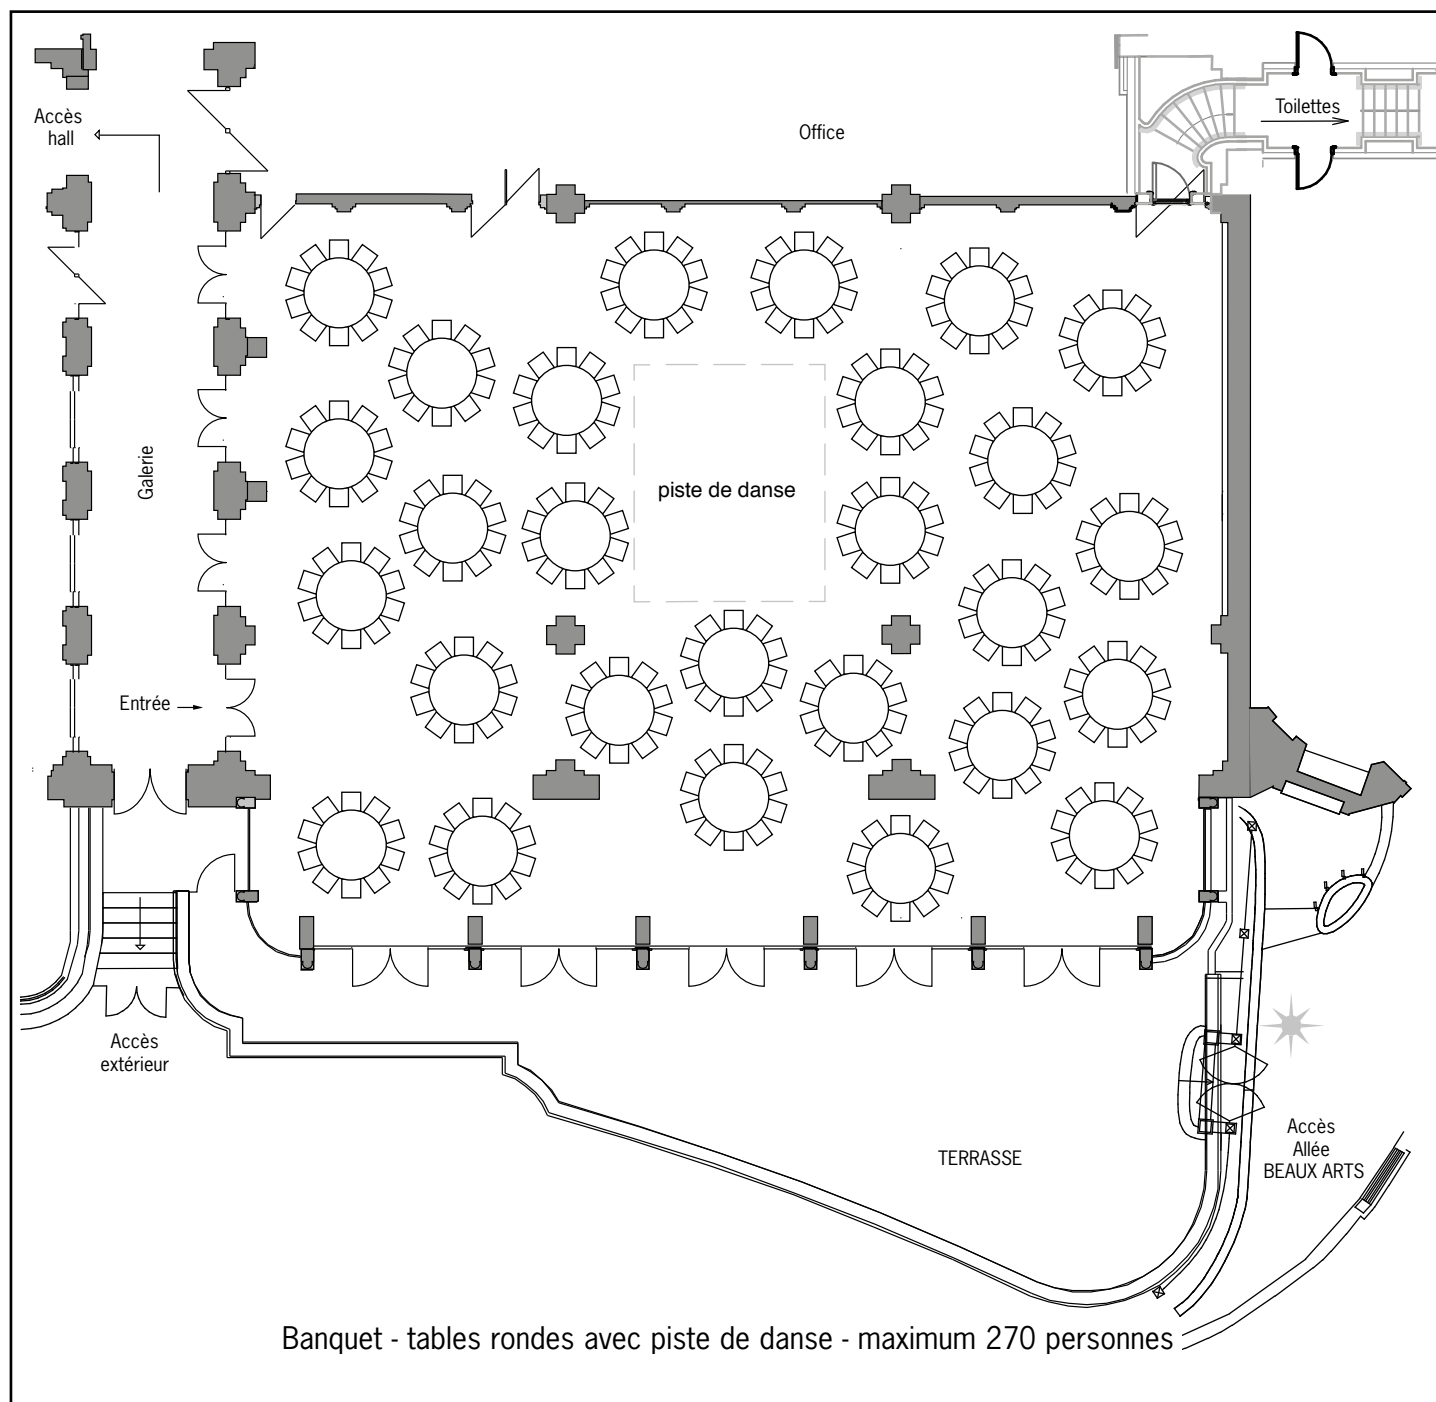 Accès
hall
Office
Toilettes
Galerie
piste de danse
Entrée
Accès
extérieur
TERRASSE
Accès
Allée
BEAUX ARTS
Banquet - tables rondes avec piste de danse - maximum 270 personnes